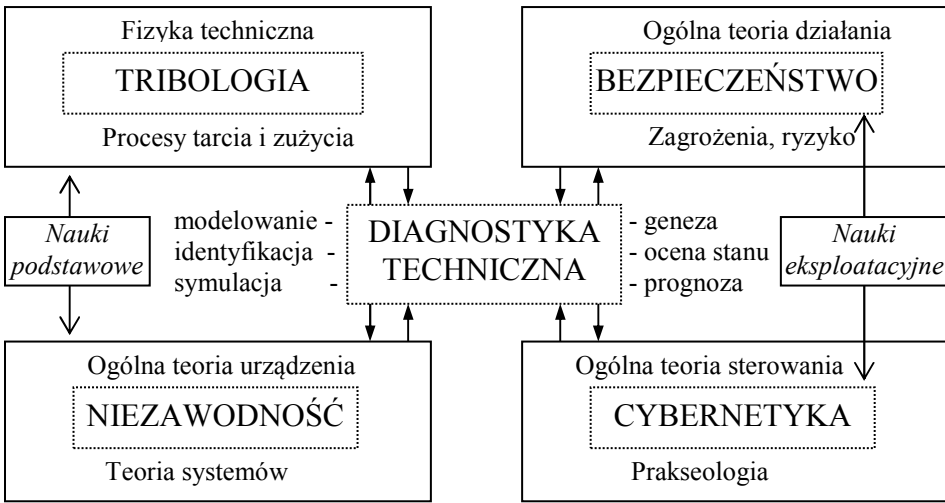 Fizyka techniczna
TRIBOLOGIA
Procesy tarcia i zużycia
Ogólna teoria działania
BEZPIECZEŃSTWO
Zagrożenia, ryzyko
Nauki
podstawowe
modelowanie -
identyfikacja -
symulacja -
DIAGNOSTYKA
TECHNICZNA
- geneza
- ocena stanu
- prognoza
Nauki
eksploatacyjne
Ogólna teoria urządzenia
NIEZAWODNOŚĆ
Teoria systemów
Ogólna teoria sterowania
CYBERNETYKA
Prakseologia